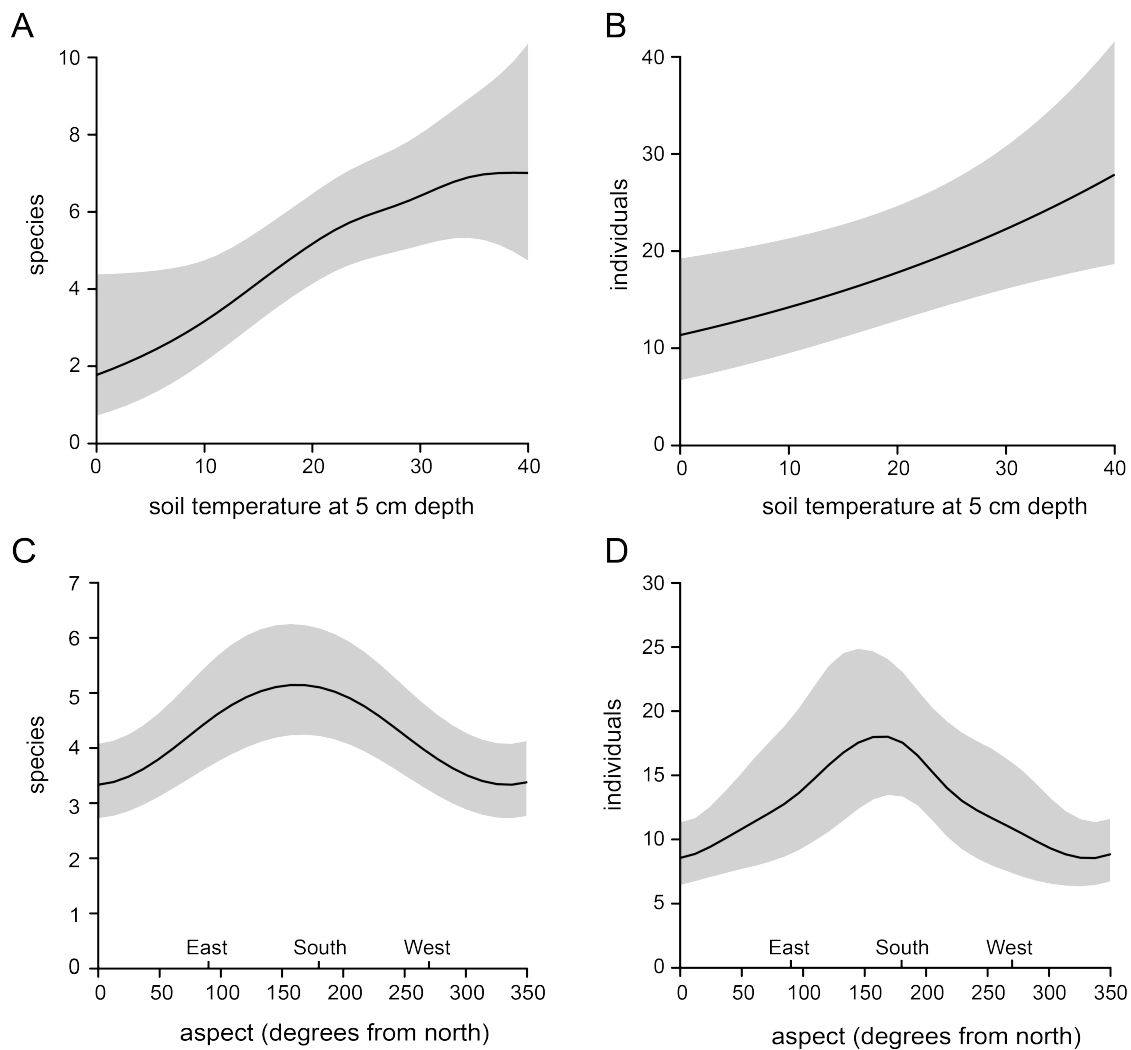 A
B
10
8
6
4
2
0
species
0 10 20 30 40
soil temperature at 5 cm depth
40
30
20
10
0
individuals
0 10 20 30 40
soil temperature at 5 cm depth
C
D
7
6
5
4
3
2
1
0
species
East South West
0 50 100 150 200 250 300 350
aspect (degrees from north)
30
25
20
15
10
5
0
individuals
East South West
0 50 100 150 200 250 300 350
aspect (degrees from north)